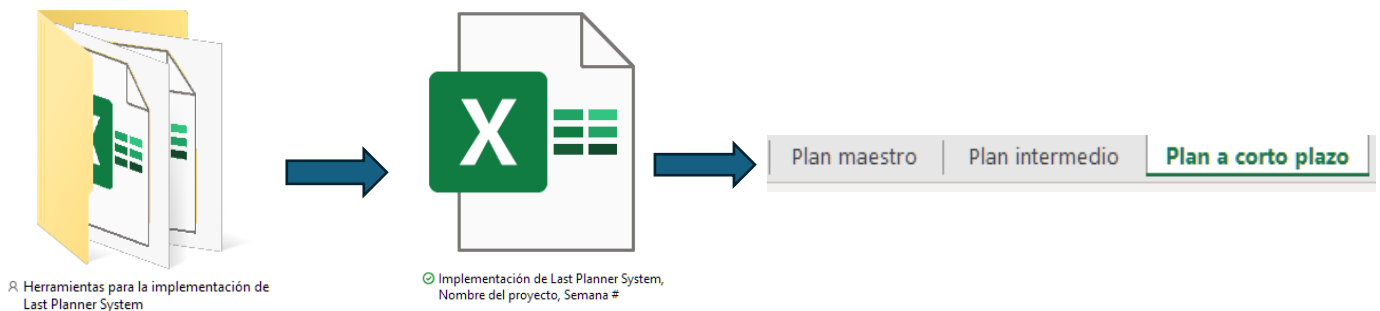 Herramientas para la implementación de
Last Planner System
X
Implementación de Last Planner System,
Nombre del proyecto, Semana #
Plan maestro
Plan intermedio
Plan a corto plazo